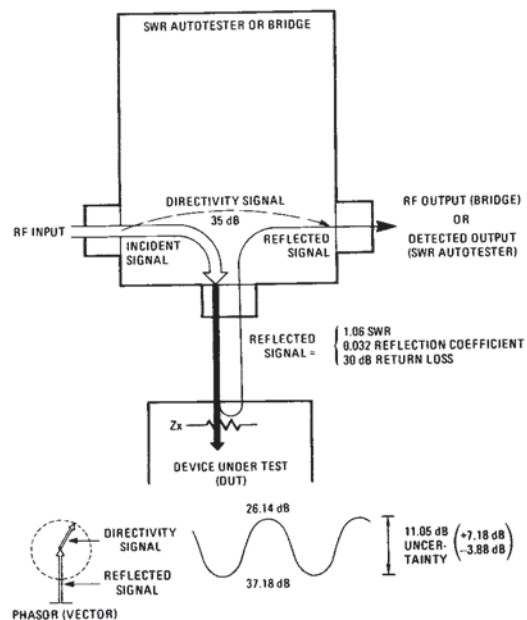 SWR AUTOTESTER OR BRIDGE
DIRECTIVITY SIGNAL
35 dB
RF INPUT
INCIDENT
SIGNAL
REFLECTED
SIGNAL
RF OUTPUT (BRIDGE)
OR
DETECTED OUTPUT
(SWR AUTOTESTER)
REFLECTED
SIGNAL =
1.06 SWR
0.032 REFLECTION COEFFICIENT
30 dB RETURN LOSS
Zx
DEVICE UNDER TEST
(DUT)
DIRECTIVITY
SIGNAL
REFLECTED
SIGNAL
PHASOR (VECTOR)
26.14 dB
37.18 dB
11.05 dB
UNCER-
TAINTY
+7.18 dB
-3.88 dB